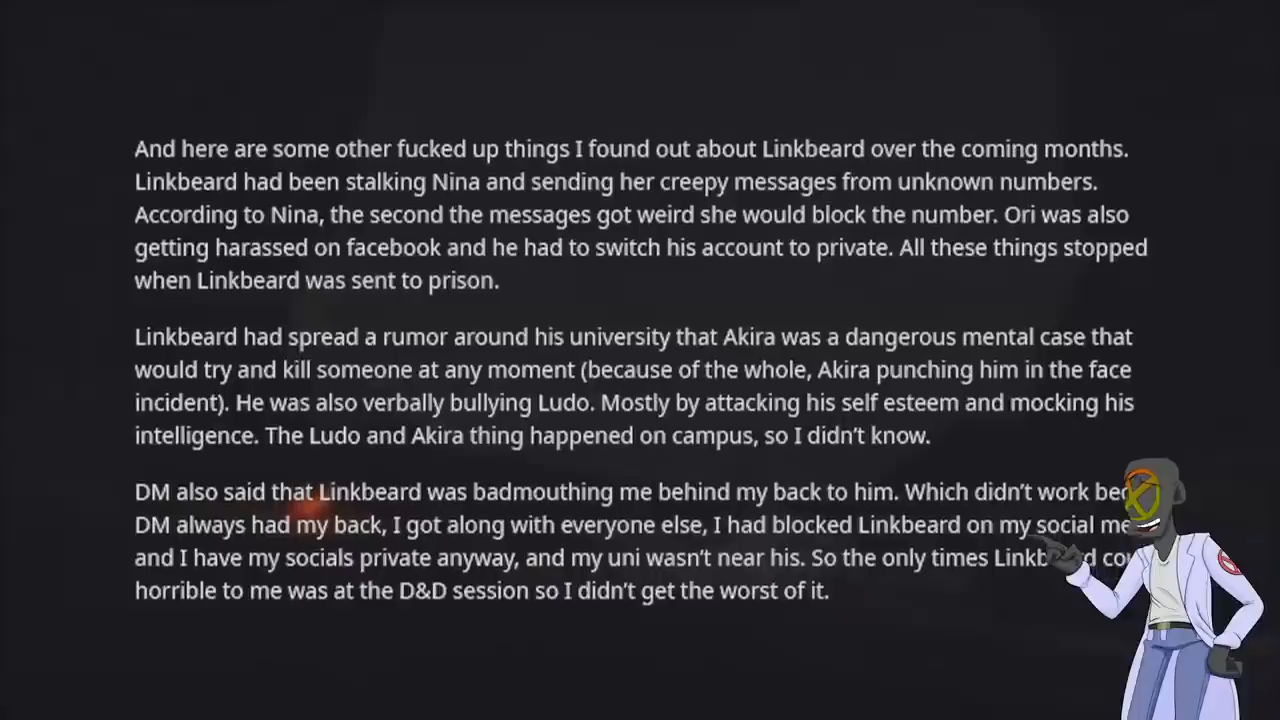 And here are some other fucked up things I found out about Linkbeard over the coming months.
Linkbeard had been stalking Nina and sending her creepy messages from unknown numbers.
According to Nina, the second the messages got weird she would block the number. Ori was also
getting harassed on facebook and he had to switch his account to private. All these things stopped
when Linkbeard was sent to prison.
Linkbeard had spread a rumor around his university that Akira was a dangerous mental case that
would try and kill someone at any moment (because of the whole, Akira punching him in the face
incident). He was also verbally bullying Ludo. Mostly by attacking his self esteem and mocking his
intelligence. The Ludo and Akira thing happened on campus, so I didn't know.
DM also said that Linkbeard was badmouthing me behind my back to him. Which didn't work
DM always had my back, I got along with everyone else, I had blocked Linkbeard on my social
and I have my socials private anyway, and my uni wasn't near his. So the only times
horrible to me was at the D&D session so I didn't get the worst of it.